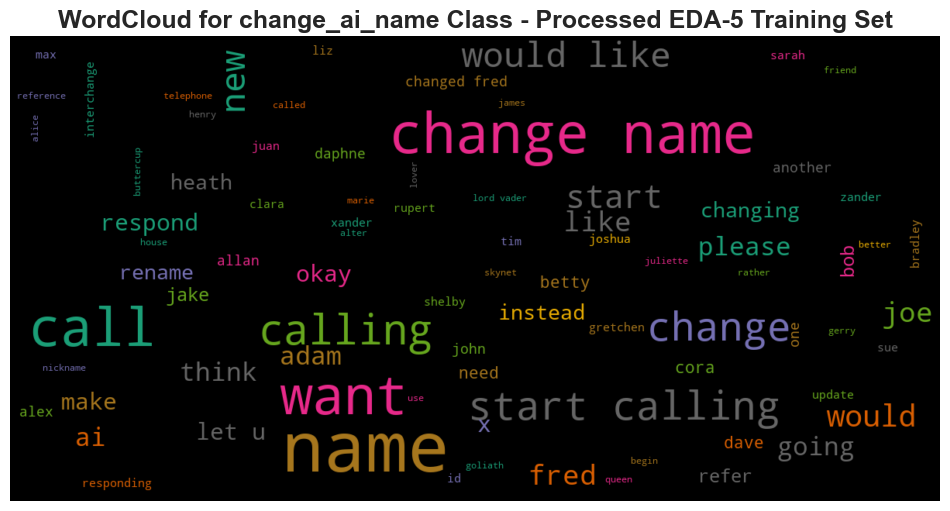 WordCloud for change_ai_name Class - Processed EDA-5 Training Set
max
liz
would like
sarah
friend
interchange
new
changed fred
reference
telephone
called
james
henry
alice
change name
juan
daphne
another
buttercup
heath
lover
start
clara
marie
rupert
lord vader
zander
respond
xander
alter
like
changing
house
tim
joshua
please
better
bradley
allan
juliette
bob
rename
okay
skynet
rather
betty
jake
shelby
instead
call
calling
gretchen
change
one
gerry
joe
adam
john
sue
nickname
think
need
cora
want
use
update
alex
make
start calling
would
ai
let u
x
name
dave
going
begin
goliath
responding
id
fred
queen
refer